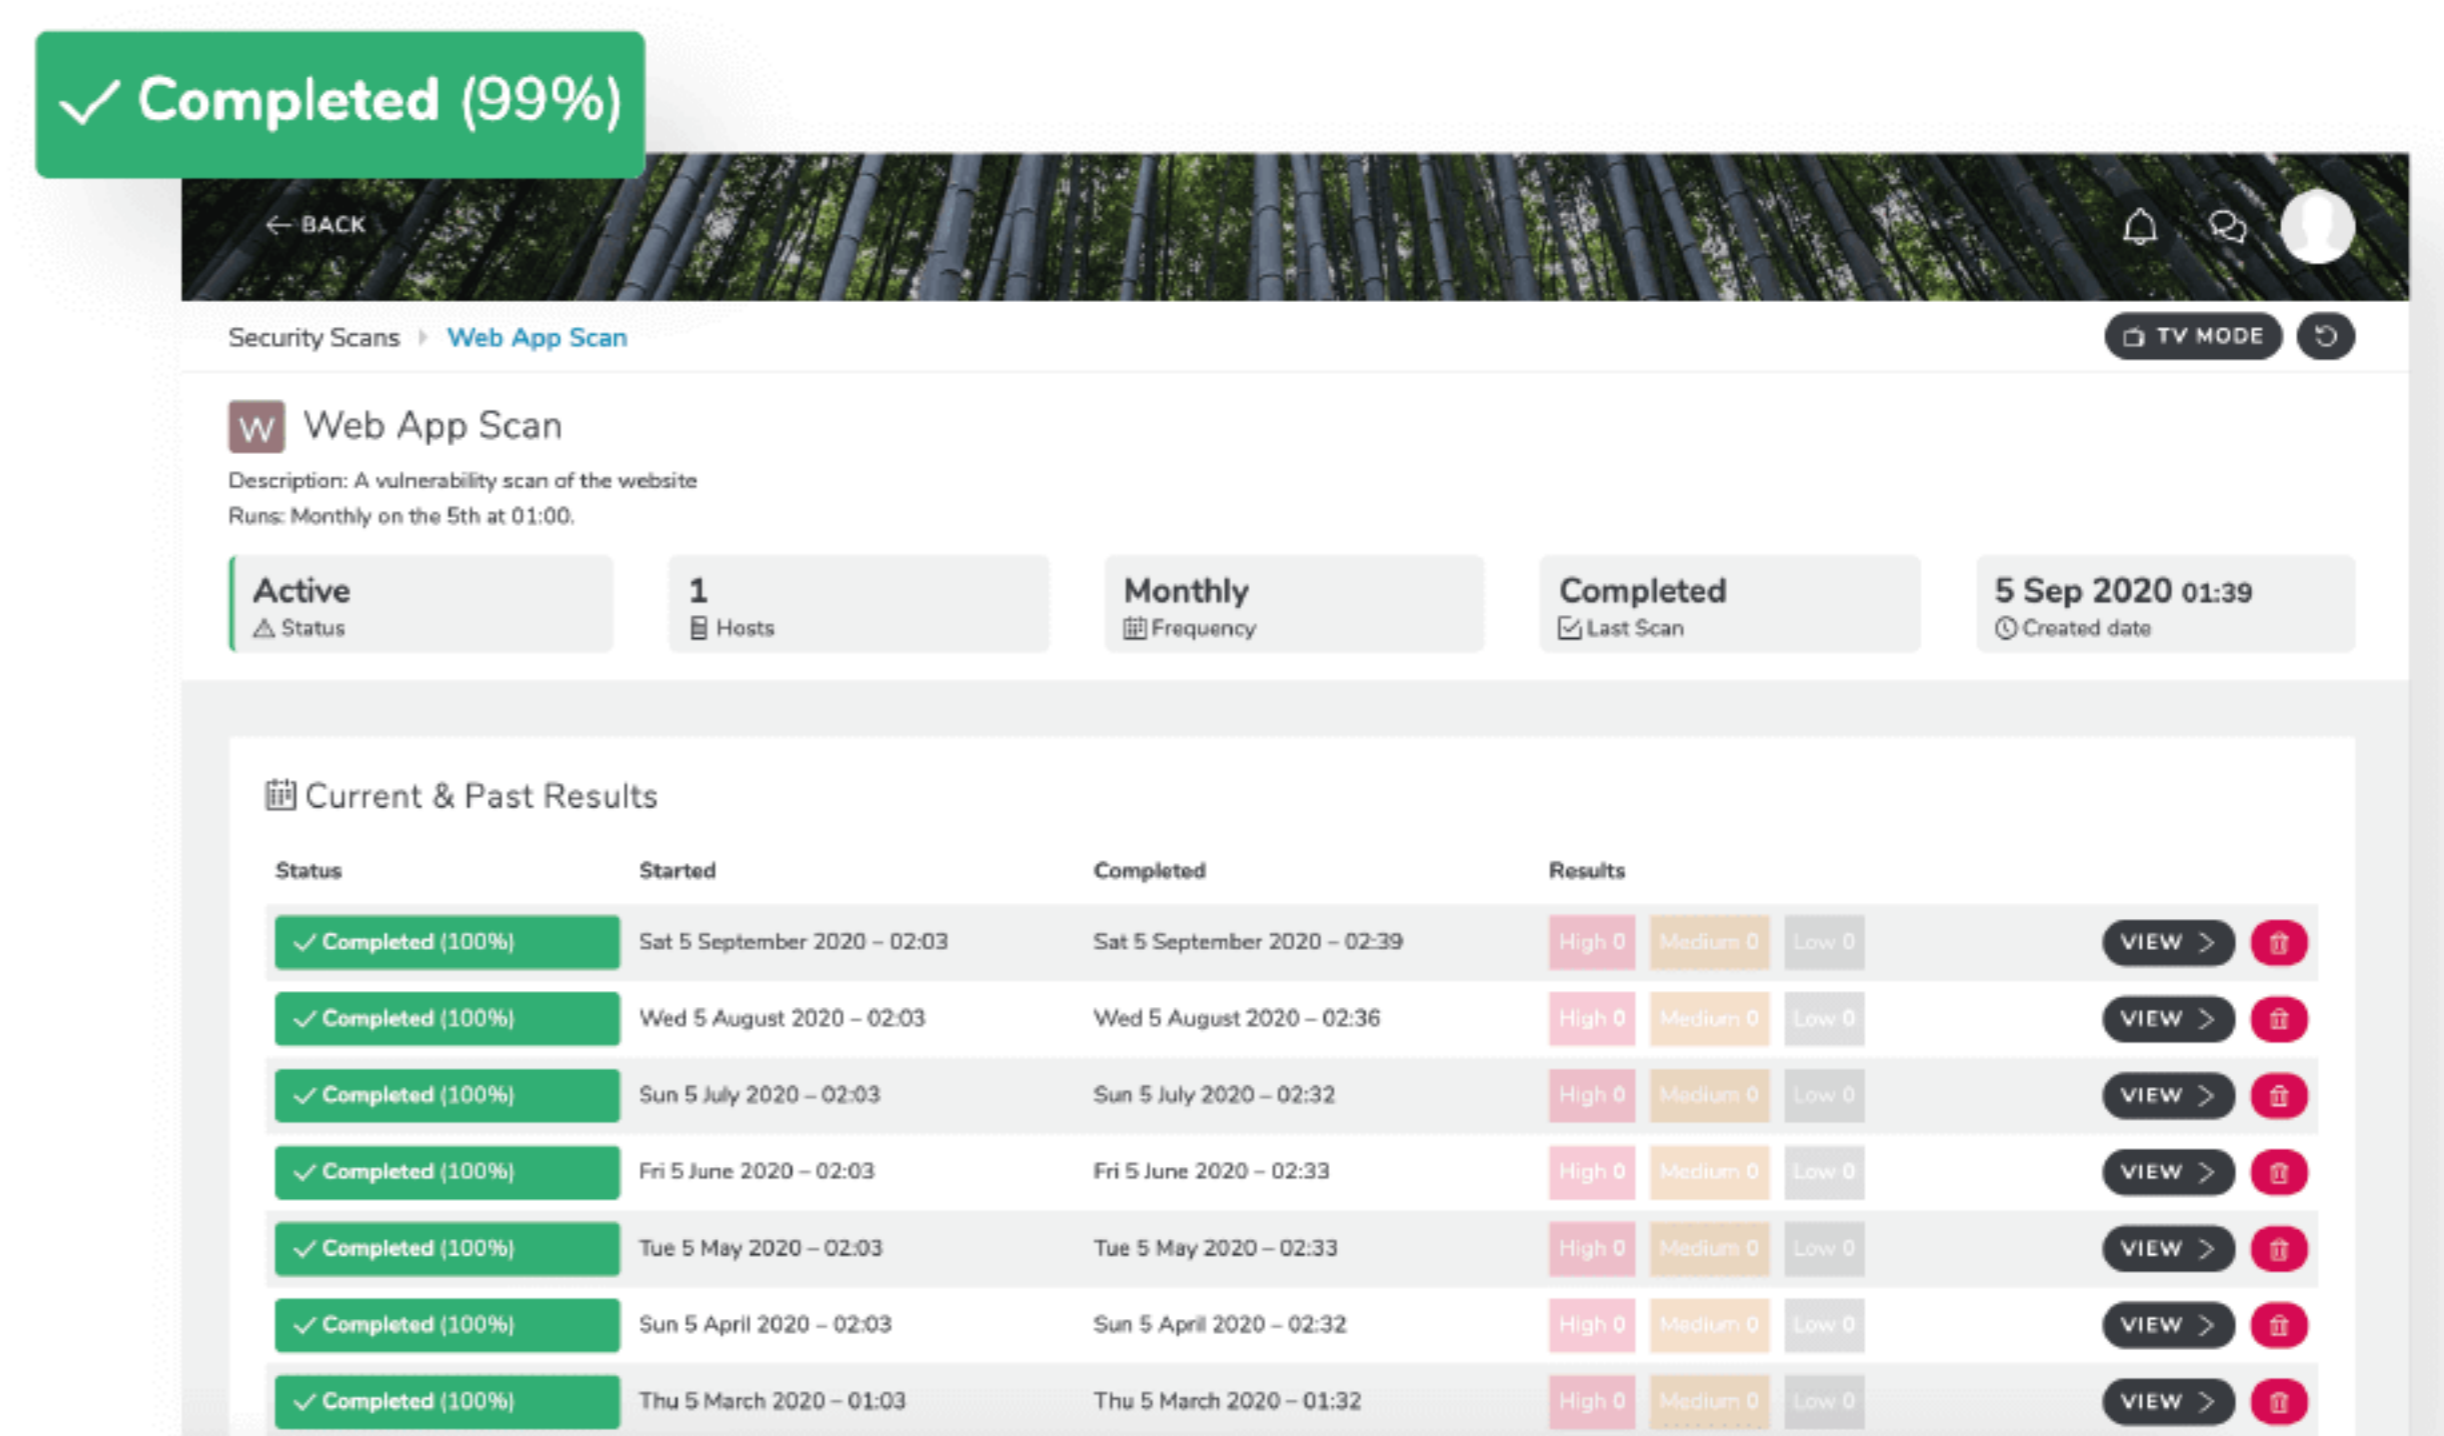 Completed (99%)
BACK
Security Scans Web App Scan TV MODE
W Web App Scan
Description: A vulnerability scan of the website
Runs: Monthly on the 5th at 01:00.
Active 1 Monthly Completed 5 Sep 2020 01:39
Status Hosts Frequency Last Scan Created date
Current & Past Results
Status Started Completed Results
Completed (100%) Sat 5 September 2020 – 02:03 Sat 5 September 2020 – 02:39 High 0 Medium 0 Low 0 VIEW
Completed (100%) Wed 5 August 2020 – 02:03 Wed 5 August 2020 – 02:36 High 0 Medium 0 Low 0 VIEW
Completed (100%) Sun 5 July 2020 – 02:03 Sun 5 July 2020 – 02:32 High 0 Medium 0 Low 0 VIEW
Completed (100%) Fri 5 June 2020 – 02:03 Fri 5 June 2020 – 02:33 High 0 Medium 0 Low 0 VIEW
Completed (100%) Tue 5 May 2020 – 02:03 Tue 5 May 2020 – 02:33 High 0 Medium 0 Low 0 VIEW
Completed (100%) Sun 5 April 2020 – 02:03 Sun 5 April 2020 – 02:32 High 0 Medium 0 Low 0 VIEW
Completed (100%) Thu 5 March 2020 – 01:03 Thu 5 March 2020 – 01:32 High 0 Medium 0 Low 0 VIEW